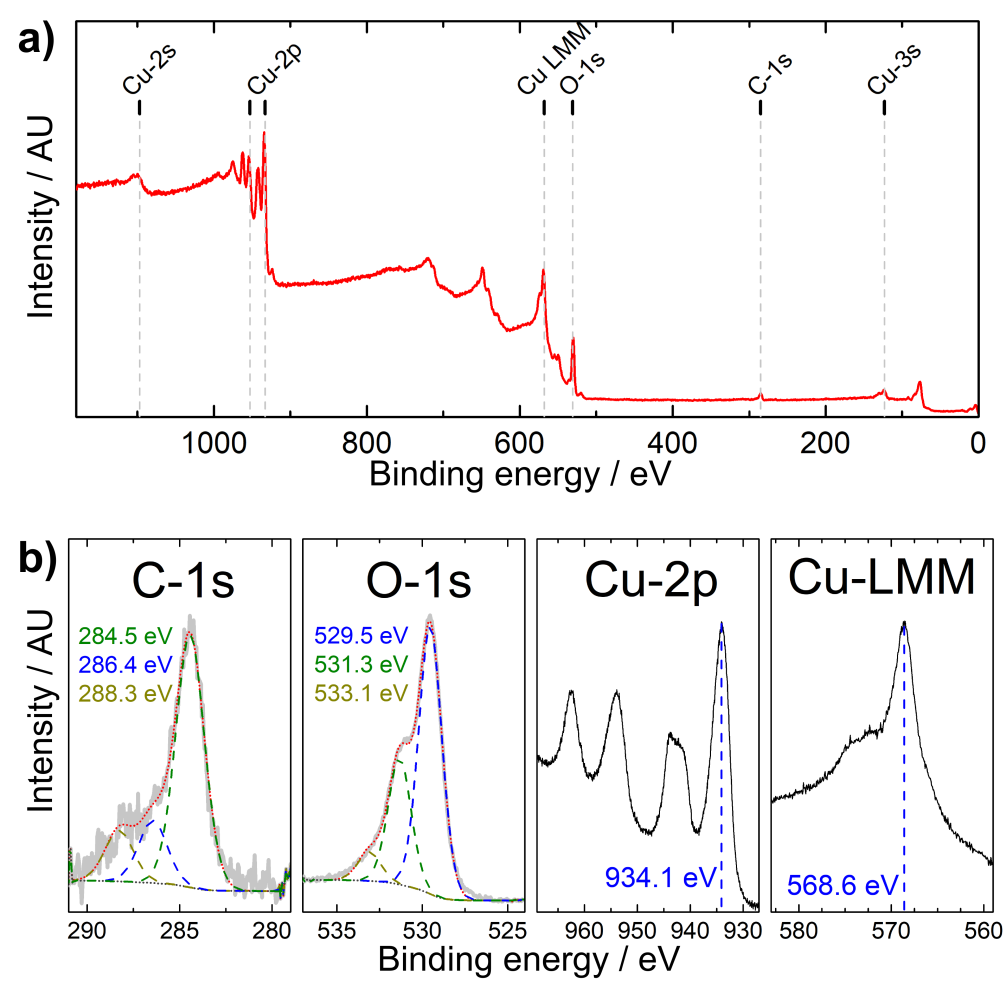 a)
Cu-2s
Cu-2p
Cu LMM
O-1s
C-1s
Cu-3s
Intensity / AU
1000
800
600
400
200
0
Binding energy / eV
b)
C-1s
O-1s
Cu-2p
Cu-LMM
284.5 eV
286.4 eV
288.3 eV
529.5 eV
531.3 eV
533.1 eV
934.1 eV
568.6 eV
Intensity / AU
290
285
280
535
530
525
960
950
940
930
580
570
560
Binding energy / eV